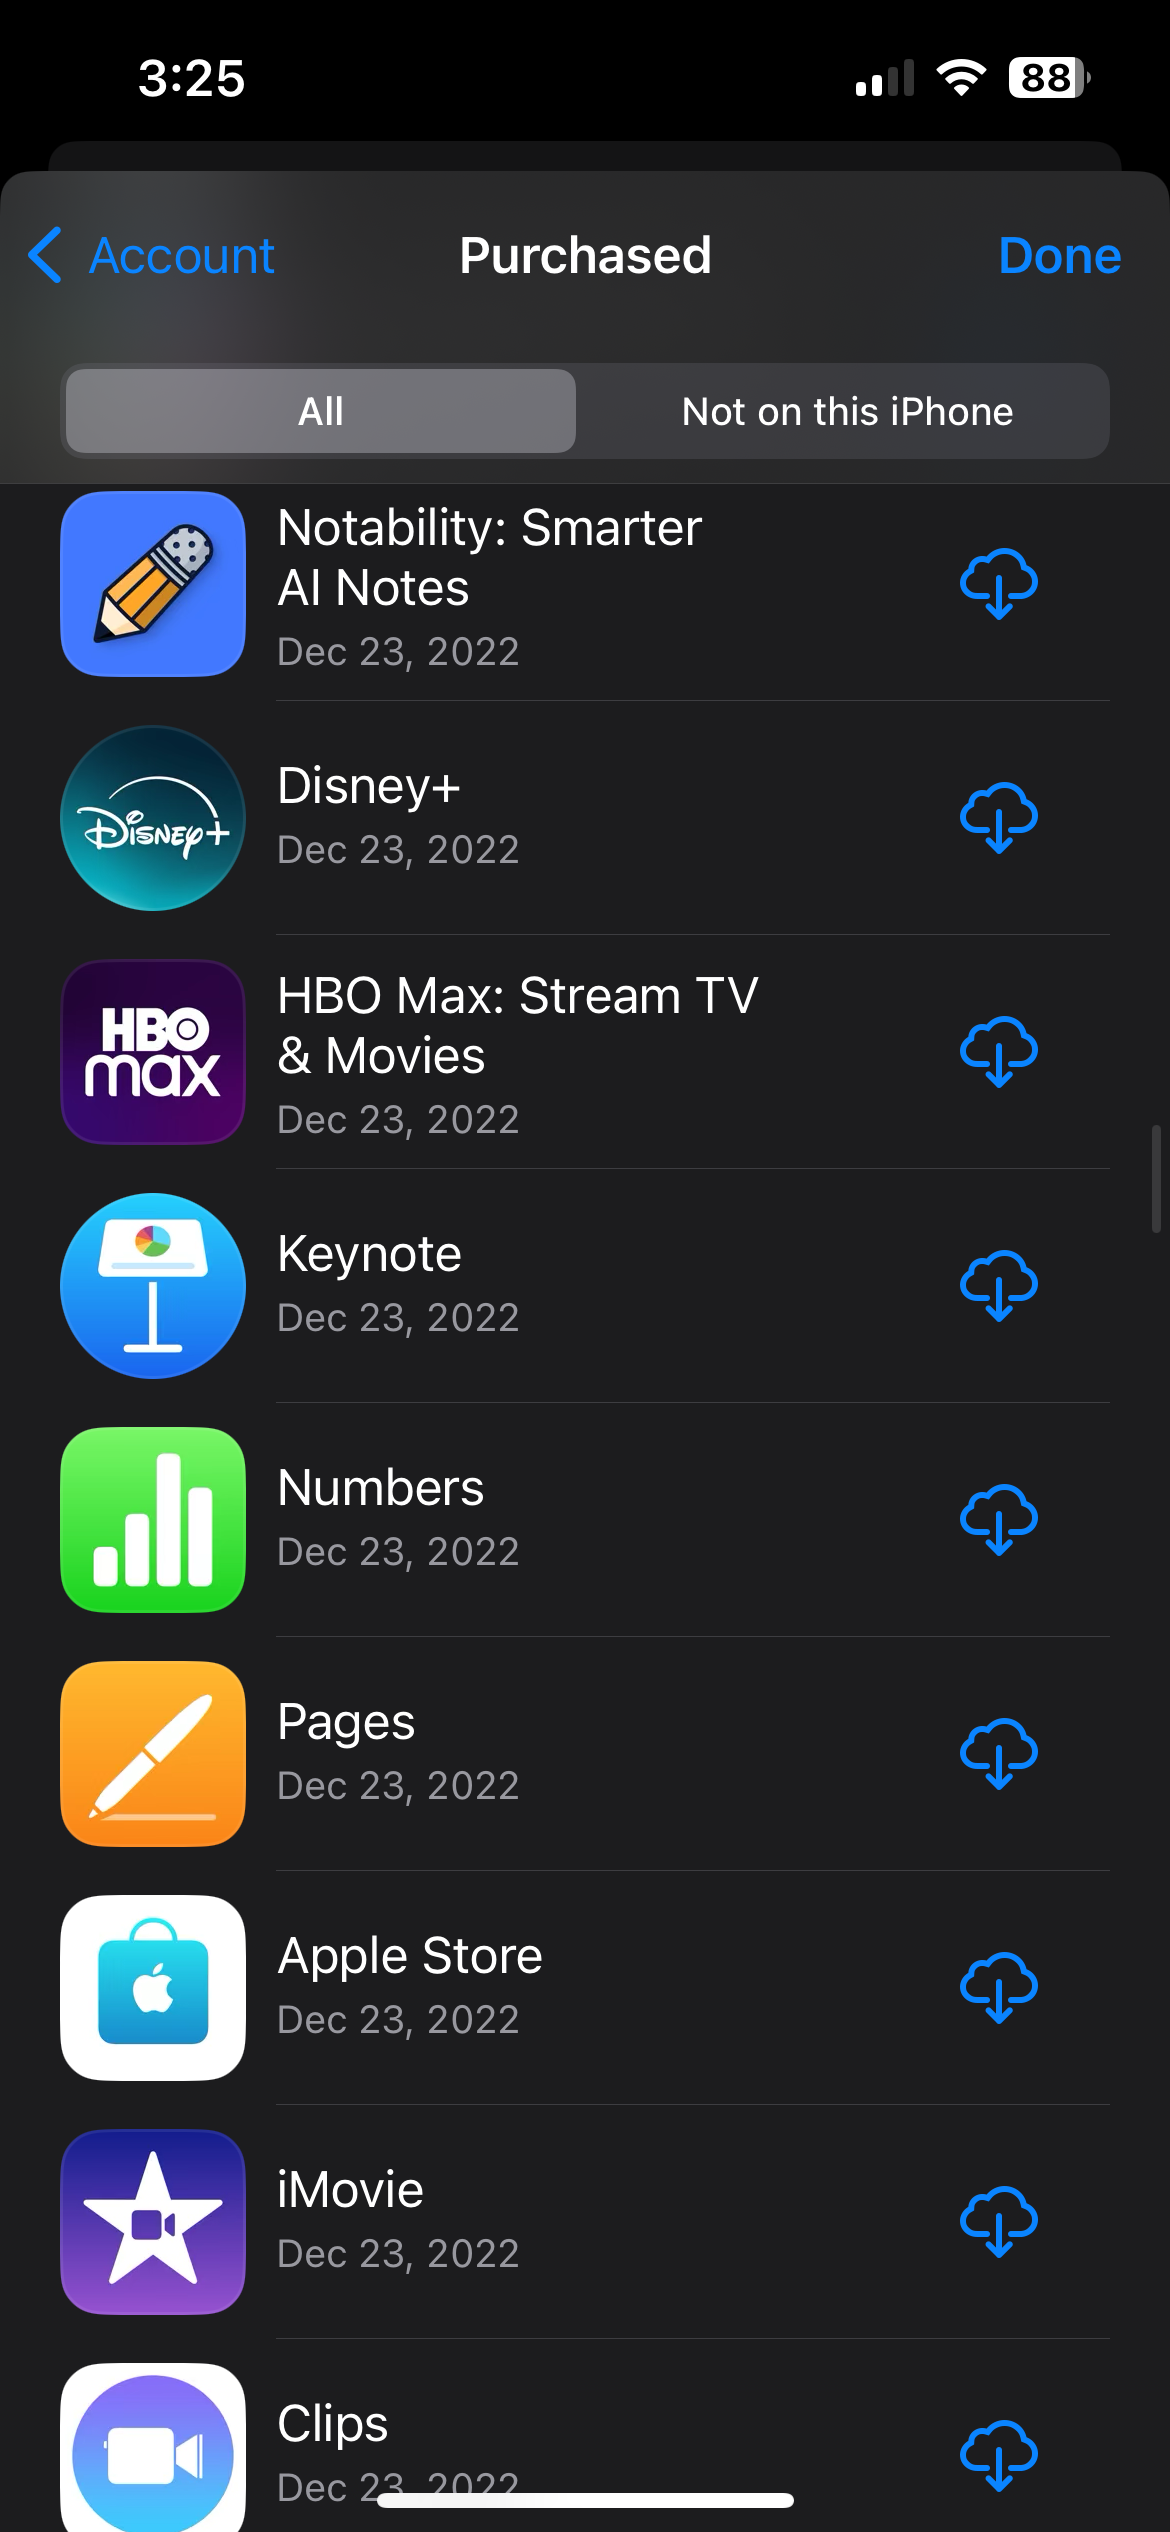 3:25
88
Account
Purchased
Done
All
Not on this iPhone
Notability: Smarter
AI Notes
Dec 23, 2022
Disney+
Disney+
Dec 23, 2022
HBO
max
HBO Max: Stream TV
& Movies
Dec 23, 2022
Keynote
Dec 23, 2022
Numbers
Dec 23, 2022
Pages
Dec 23, 2022
Apple Store
Dec 23, 2022
iMovie
Dec 23, 2022
Clips
Dec 23, 2022